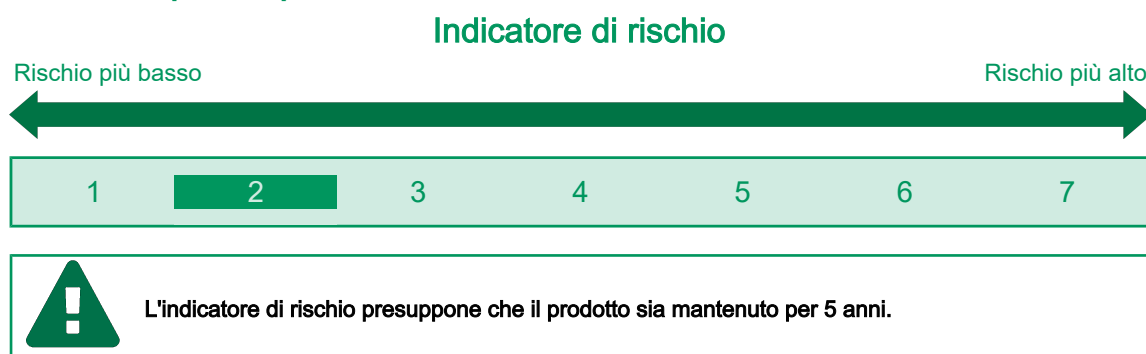 Indicatore di rischio
Rischio più basso Rischio più alto
1 2 3 4 5 6 7
L'indicatore di rischio presuppone che il prodotto sia mantenuto per 5 anni.